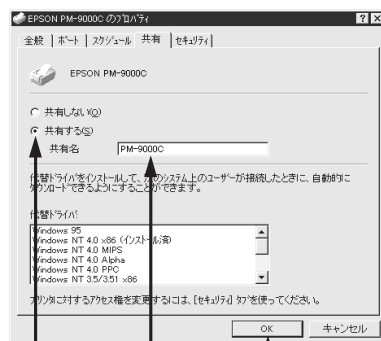 EPSON PM-9000C のプロパティ
全般 ポート スケジュール 共有 セキュリティ
EPSON PM-9000C
共有しない(O)
共有する(S)
共有名 PM-9000C
代替ドライバをインストールして、次のシステム上のユーザーが接続したときに、自動的に
ダウンロードできるようにすることができます。
代替ドライバ:
Windows 95
Windows NT 4.0 x86 (インストール済)
Windows NT 4.0 MIPS
Windows NT 4.0 Alpha
Windows NT 4.0 PPC
Windows NT 3.5/3.51 x86
プリンタに対するアクセス権を変更するには、[セキュリティ] タブを使ってください。
OK キャンセル